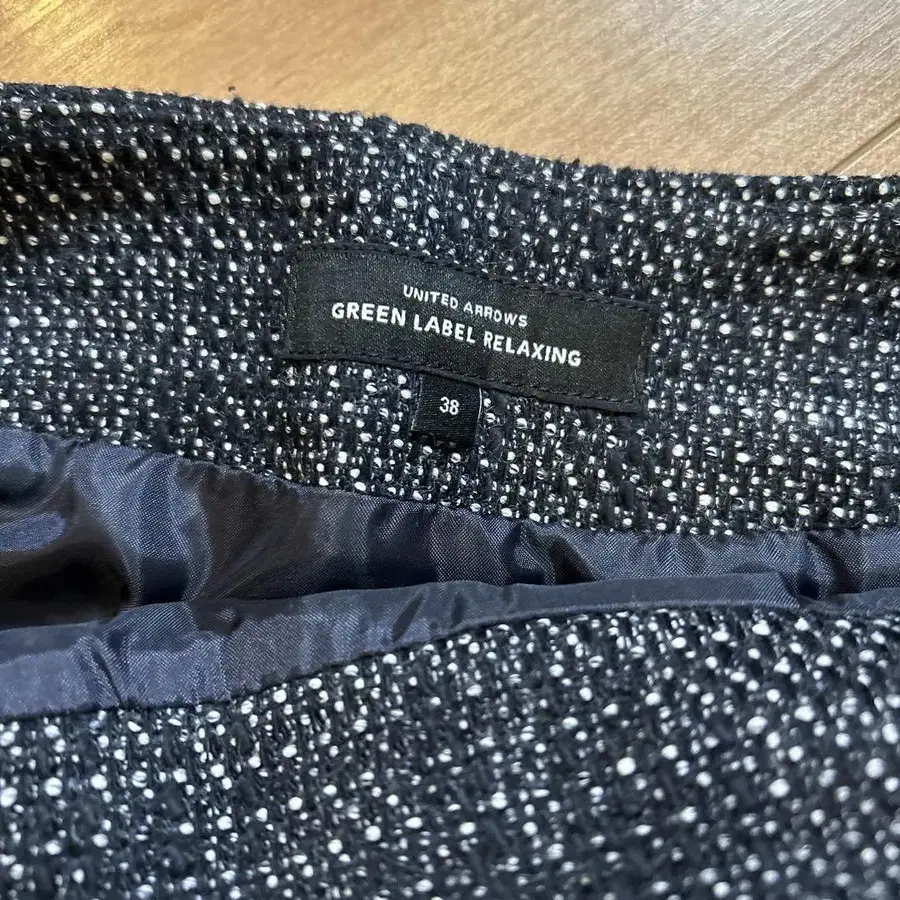 UNITED ARROWS
GREEN LABEL RELAXING
38